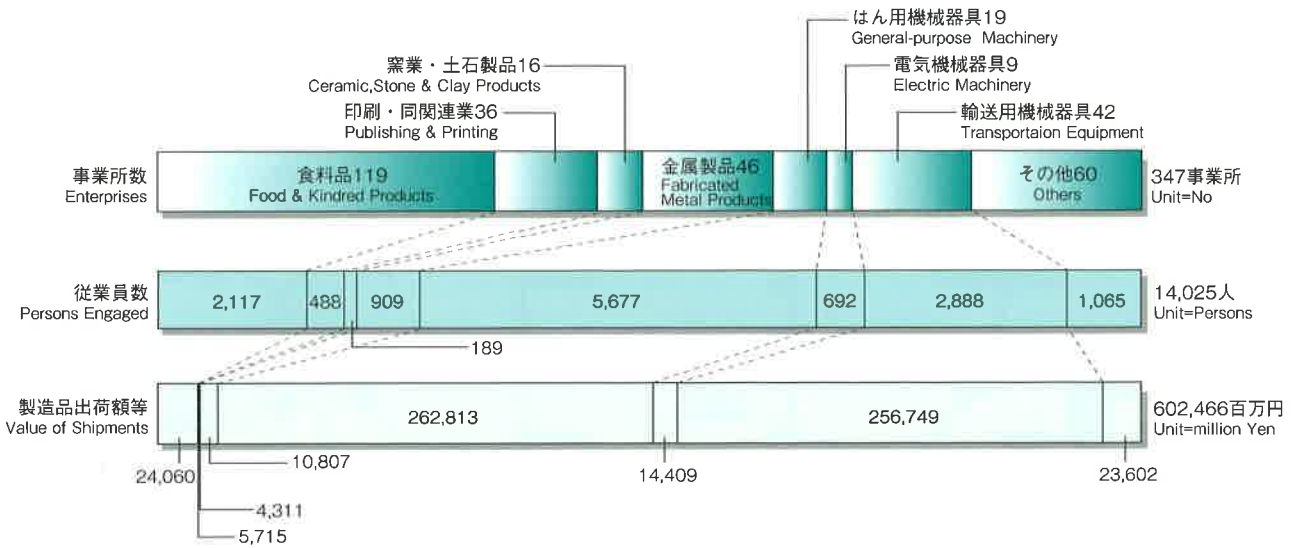 はん用機械器具19
General-purpose Machinery
窯業・土石製品16
Ceramic,Stone & Clay Products
電気機械器具9
Electric Machinery
印刷・同関連業36
Publishing & Printing
輸送用機械器具42
Transportaion Equipment
事業所数
Enterprises
食料品119
Food & Kindred Products
金属製品46
Fabricated
Metal Products
その他60
Others
347事業所
Unit=No
従業員数
Persons Engaged
2,117
488
909
5,677
692
2,888
1,065
14,025人
Unit=Persons
189
製造品出荷額等
Value of Shipments
262,813
256,749
602,466百万円
Unit=million Yen
10,807
24,060
14,409
23,602
4,311
5,715